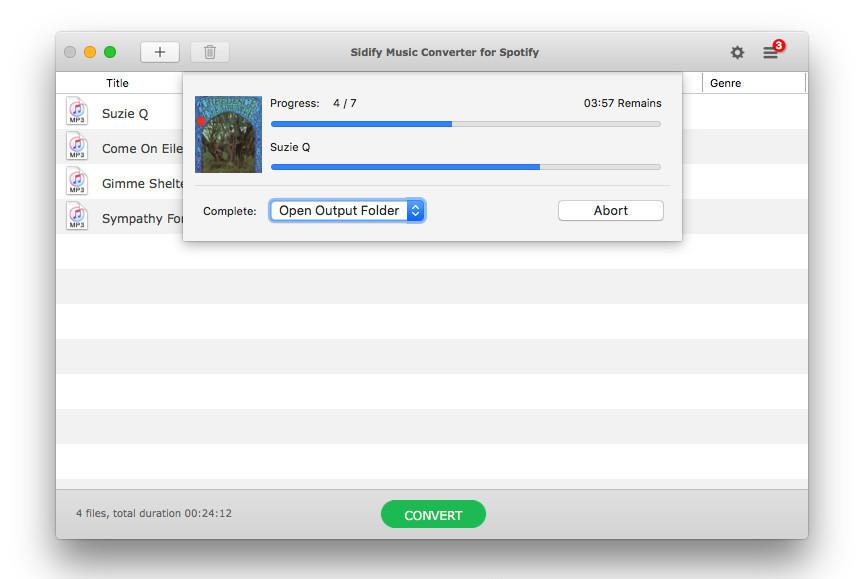 Sidify Music Converter for Spotify
3
Title
Genre
Progress: 4 / 7
03:57 Remains
Suzie Q
Complete: Open Output Folder
Abort
MP3 Suzie Q
MP3 Come On Eile
MP3 Gimme Shelte
MP3 Sympathy For
4 files, total duration 00:24:12
CONVERT